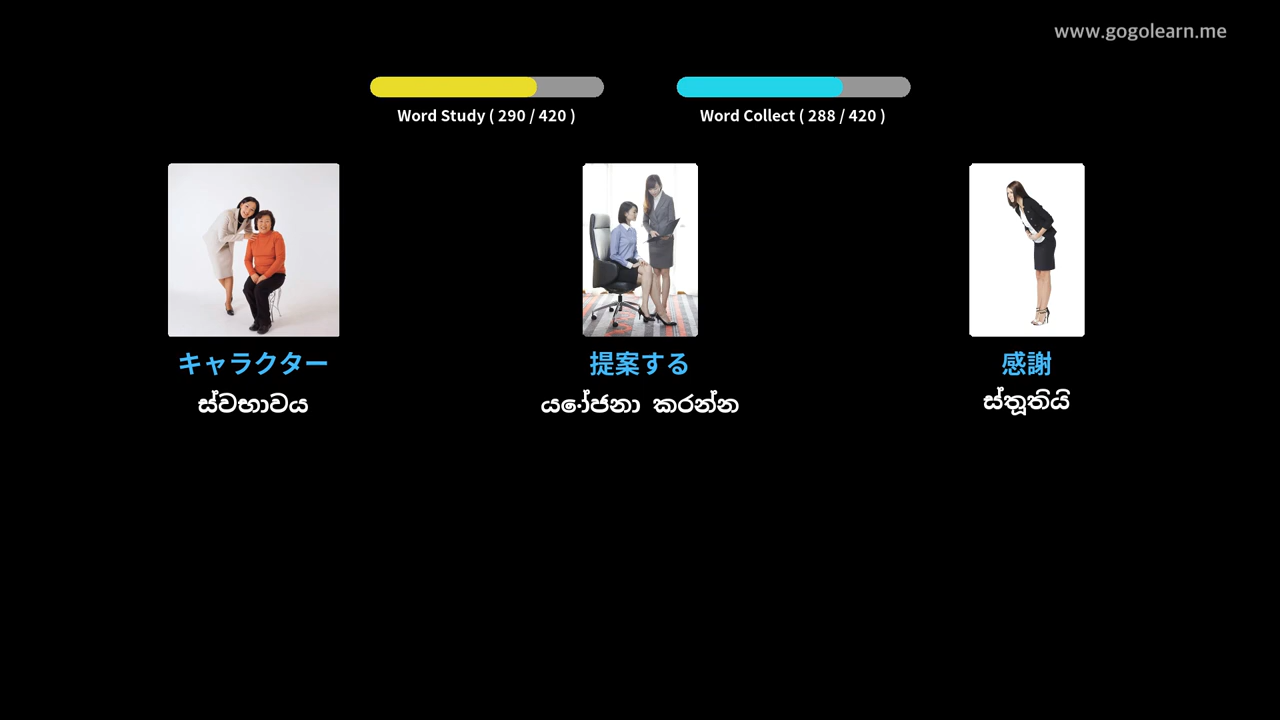 www.gogolearn.me
Word Study ( 290 / 420 )
Word Collect ( 288 / 420 )
キャラクター
ස්වභාවය
提案する
යෝජනා කරන්න
感謝
ස්තූතියි